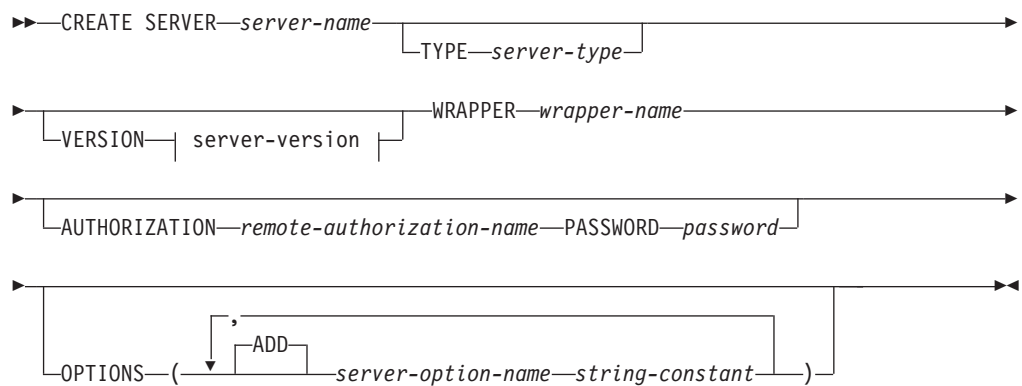 CREATE SERVER server-name
TYPE server-type
VERSION server-version WRAPPER wrapper-name
AUTHORIZATION remote-authorization-name PASSWORD password
,
ADD
OPTIONS ( server-option-name string-constant )